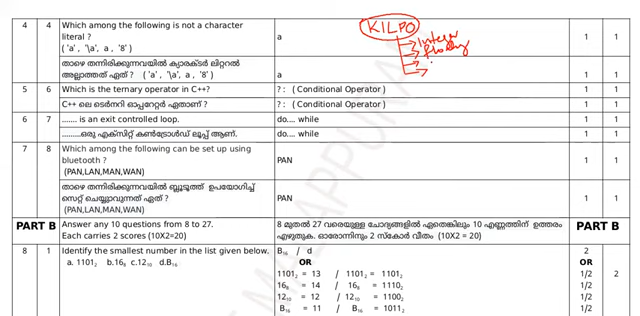 KILPO
4 4 Which among the following is not a character literal ? ( 'a', '\a', a , '8') a 1 1
താഴെ തന്നിരിക്കുന്നവയിൽ ക്യാരക്ടർ ലിറ്ററൽ അല്ലാത്തത് ഏത് ? ( 'a', '\a', a , '8') a 1 1
5 6 Which is the ternary operator in C++? ? : ( Conditional Operator ) 1 1
C++ ലെ ടെർണറി ഓപ്പറേറ്റർ ഏതാണ് ? ? : ( Conditional Operator ) 1 1
6 7 ....... is an exit controlled loop. do.... while 1 1
.........ഒരു എക്സിറ്റ് കൺട്രോൾഡ് ലൂപ്പ് ആണ്. do.... while 1 1
7 8 Which among the following can be set up using bluetooth ? PAN 1 1
(PAN,LAN,MAN,WAN)
താഴെ തന്നിരിക്കുന്നവയിൽ ബ്ലൂടൂത്ത് ഉപയോഗിച്ച് സെറ്റ് ചെയ്യാവുന്നത് ഏത് ? PAN 1 1
(PAN,LAN,MAN,WAN)
PART B Answer any 10 questions from 8 to 27. 8 മുതൽ 27 വരെയുള്ള ചോദ്യങ്ങളിൽ ഏതെങ്കിലും 10 എണ്ണത്തിന് ഉത്തരം PART B
Each carries 2 scores (10X2=20) എഴുതുക. ഓരോന്നിനും 2 സ്കോർ വീതം (10X2 = 20)
8 1 Identify the smallest number in the list given below. B₁₆ / d 2
a. 1101₂ b.16₈ c.12₁₀ d.B₁₆ OR OR
1101₂ = 13 / 1101₂ = 1101₂ 1/2 2
16₈ = 14 / 16₈ = 1110₂ 1/2
12₁₀ = 12 / 12₁₀ = 1100₂ 1/2
B₁₆ = 11 / B₁₆ = 1011₂ 1/2